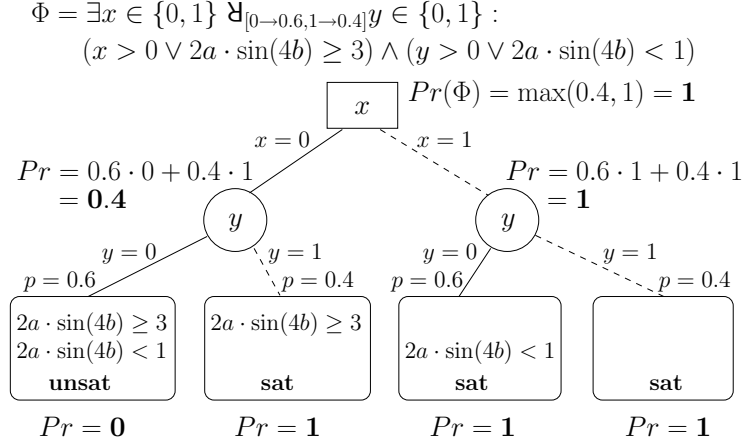 Φ = ∃x ∈ {0, 1} Я_[0→0.6,1→0.4] y ∈ {0, 1} :
(x > 0 ∨ 2a · sin(4b) ≥ 3) ∧ (y > 0 ∨ 2a · sin(4b) < 1)
x
Pr(Φ) = max(0.4, 1) = 1
x = 0
x = 1
Pr = 0.6 · 0 + 0.4 · 1
= 0.4
Pr = 0.6 · 1 + 0.4 · 1
= 1
y
y
y = 0
y = 1
y = 0
y = 1
p = 0.6
p = 0.4
p = 0.6
p = 0.4
2a · sin(4b) ≥ 3
2a · sin(4b) < 1
unsat
2a · sin(4b) ≥ 3
sat
2a · sin(4b) < 1
sat
sat
Pr = 0
Pr = 1
Pr = 1
Pr = 1